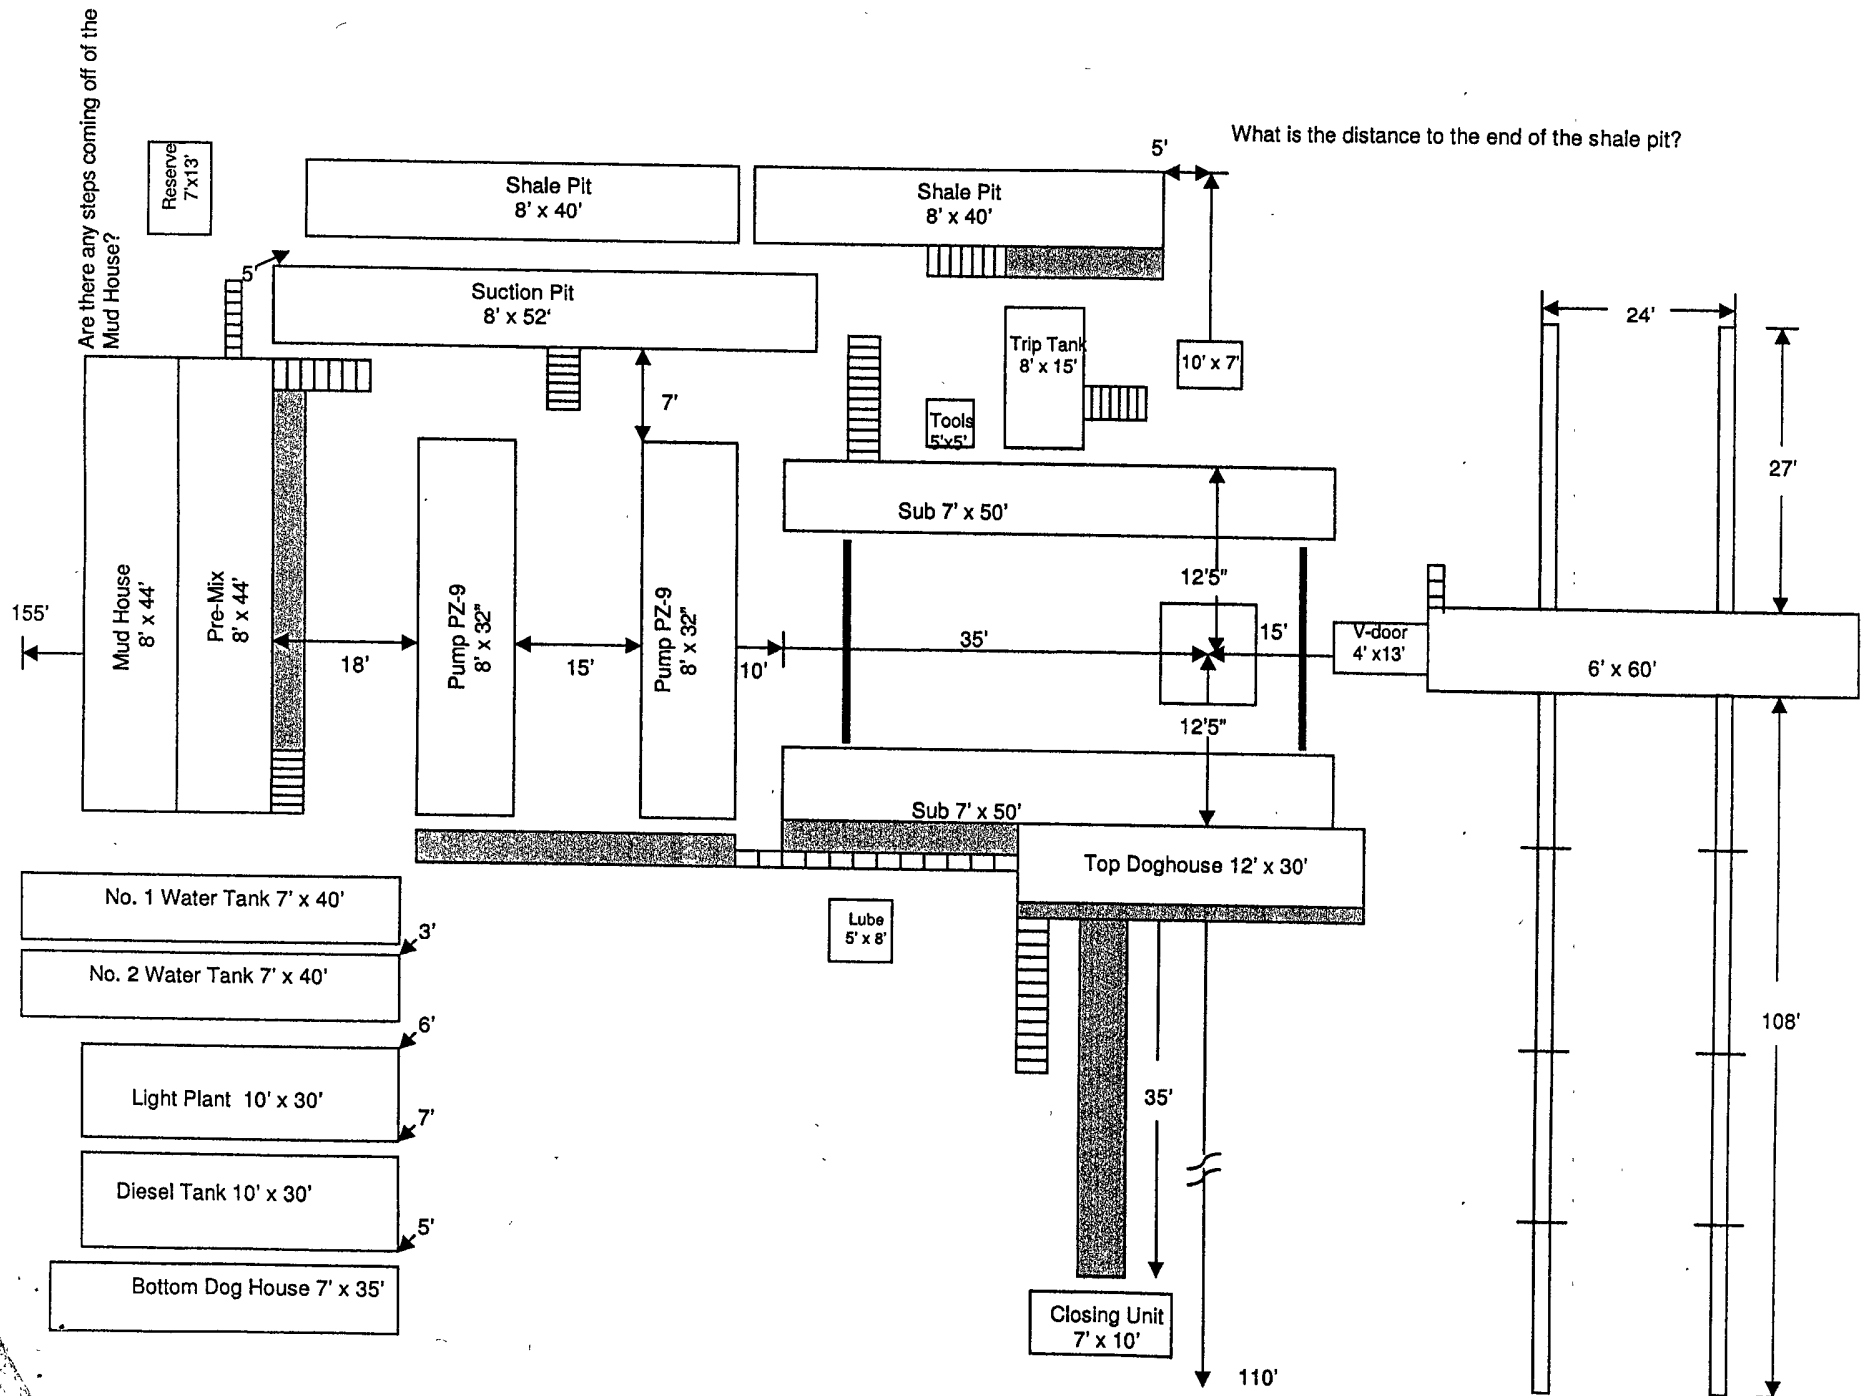 Are there any steps coming off of the
Mud House?
Reserve
7'x13'
Shale Pit
8' x 40'
Shale Pit
8' x 40'
5'
What is the distance to the end of the shale pit?
5'
Suction Pit
8' x 52'
Trip Tank
8' x 15'
10' x 7'
24'
7'
Tools
5'x5'
27'
Sub 7' x 50'
155'
Mud House
8' x 44'
Pre-Mix
8' x 44'
18'
Pump PZ-9
8' x 32"
15'
Pump PZ-9
8' x 32"
10'
35'
12'5"
15'
V-door
4' x13'
6' x 60'
12'5"
Sub 7' x 50'
Top Doghouse 12' x 30'
No. 1 Water Tank 7' x 40'
3'
Lube
5' x 8'
No. 2 Water Tank 7' x 40'
6'
108'
Light Plant 10' x 30'
7'
35'
Diesel Tank 10' x 30'
5'
Bottom Dog House 7' x 35'
Closing Unit
7' x 10'
110'